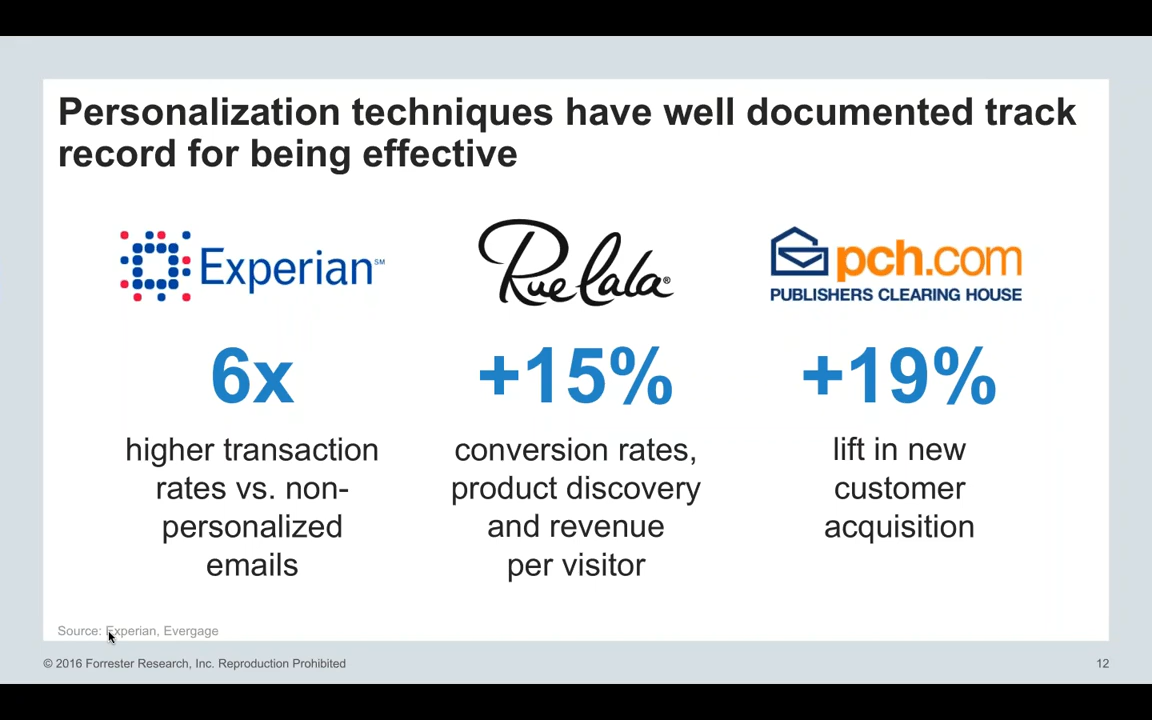 Personalization techniques have well documented track
record for being effective
Experian℠
Rue La La®
pch.com
PUBLISHERS CLEARING HOUSE
6x
higher transaction
rates vs. non-
personalized
emails
+15%
conversion rates,
product discovery
and revenue
per visitor
+19%
lift in new
customer
acquisition
Source: Experian, Evergage
© 2016 Forrester Research, Inc. Reproduction Prohibited
12